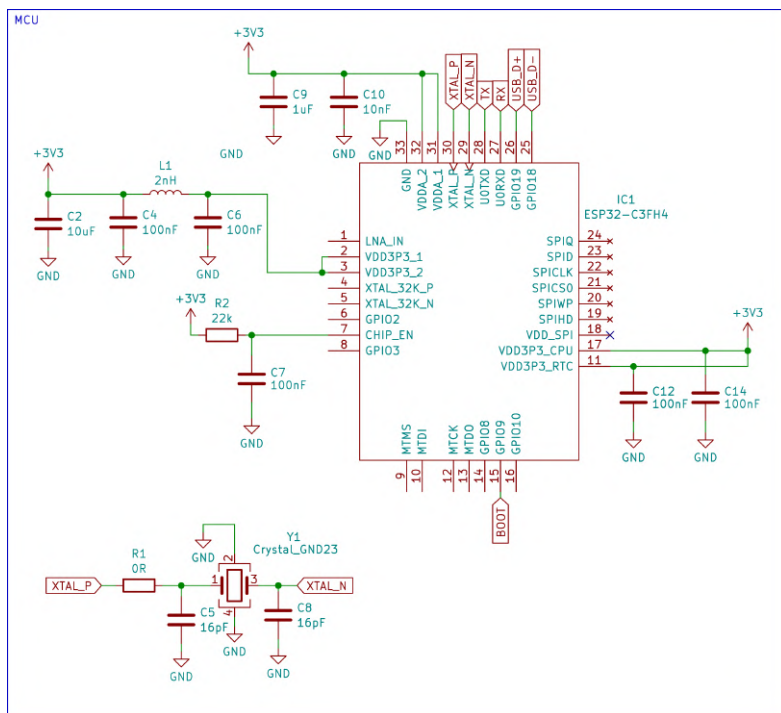 MCU
+3V3
C9
1uF
C10
10nF
GND
XTAL_P
XTAL_N
TX
RX
USB_D+
USB_D-
33
32
31
30
29
28
27
26
25
GND
VDDA_2
VDDA_1
XTAL_P
XTAL_N
U0TXD
U0RXD
GPIO19
GPIO18
GND
+3V3
L1
2nH
C2
10uF
C4
100nF
C6
100nF
GND
GND
GND
IC1
ESP32-C3FH4
1 LNA_IN
2 VDD3P3_1
3 VDD3P3_2
4 XTAL_32K_P
5 XTAL_32K_N
6 GPIO2
7 CHIP_EN
8 GPIO3
SPIQ 24
SPID 23
SPICLK 22
SPICS0 21
SPIWP 20
SPIHD 19
VDD_SPI 18
VDD3P3_CPU 17
VDD3P3_RTC 11
+3V3
R2
22k
C7
100nF
GND
+3V3
C12
100nF
C14
100nF
GND
GND
MTMS
MTDI
MTCK
MTDO
GPIO8
GPIO9
GPIO10
9
10
12
13
14
15
16
BOOT
GND
Y1
Crystal_GND23
XTAL_P
R1
0R
1
2
3
4
XTAL_N
C5
16pF
C8
16pF
GND
GND
GND